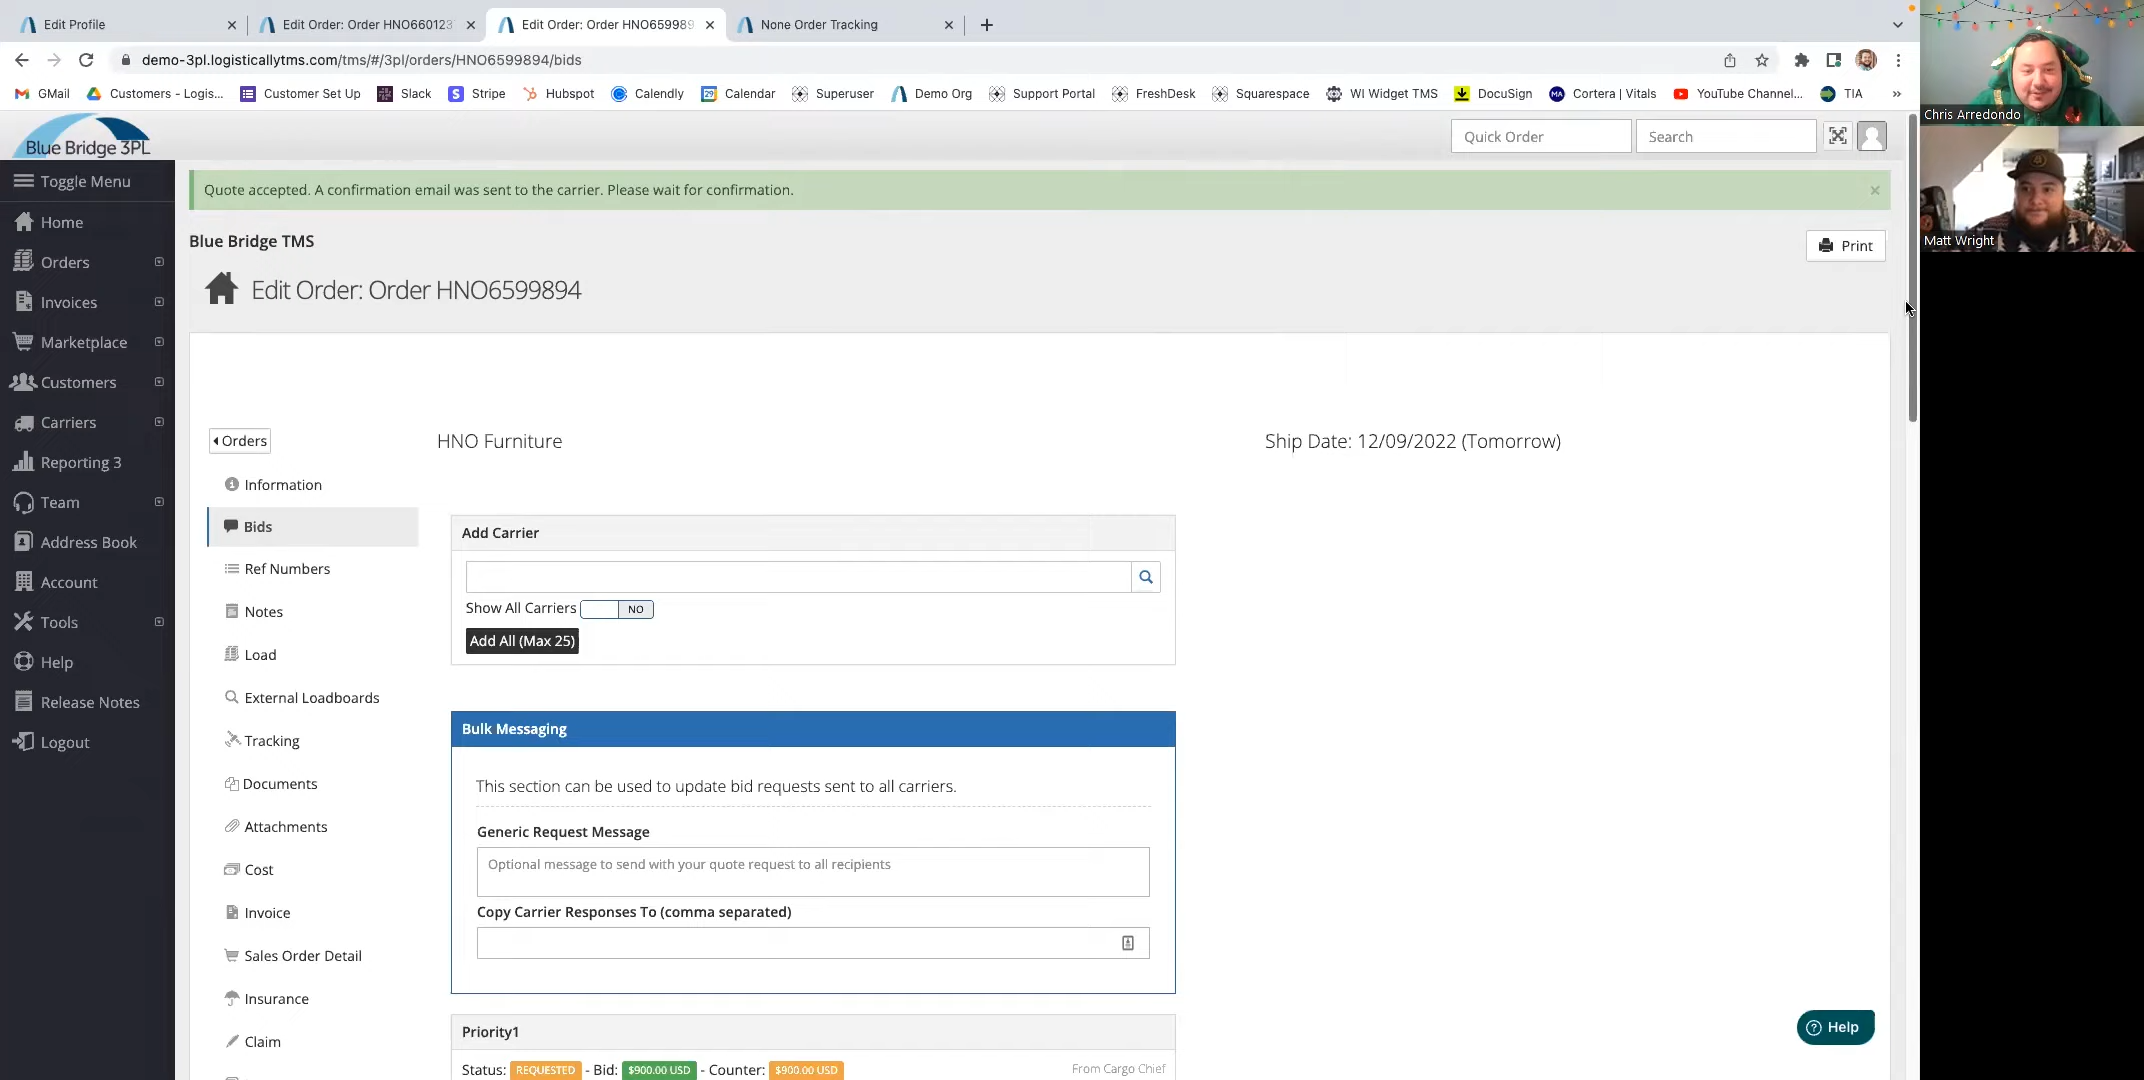 Edit Profile
Edit Order: Order HNO660123
Edit Order: Order HNO659989
None Order Tracking
demo-3pl.logisticallytms.com/tms/#/3pl/orders/HNO6599894/bids
GMail
Customers - Logis...
Customer Set Up
Slack
Stripe
Hubspot
Calendly
Calendar
Superuser
Demo Org
Support Portal
FreshDesk
Squarespace
WI Widget TMS
DocuSign
Cortera | Vitals
YouTube Channel...
TIA
»
Chris Arredondo
Matt Wright
Blue Bridge 3PL
Quick Order
Search
Toggle Menu
Home
Orders
Invoices
Marketplace
Customers
Carriers
Reporting 3
Team
Address Book
Account
Tools
Help
Release Notes
Logout
Quote accepted. A confirmation email was sent to the carrier. Please wait for confirmation.
×
Blue Bridge TMS
Print
Edit Order: Order HNO6599894
Orders
HNO Furniture
Ship Date: 12/09/2022 (Tomorrow)
Information
Bids
Ref Numbers
Notes
Load
External Loadboards
Tracking
Documents
Attachments
Cost
Invoice
Sales Order Detail
Insurance
Claim
Add Carrier
Show All Carriers NO
Add All (Max 25)
Bulk Messaging
This section can be used to update bid requests sent to all carriers.
Generic Request Message
Optional message to send with your quote request to all recipients
Copy Carrier Responses To (comma separated)
Priority1
Status: REQUESTED - Bid: $900.00 USD - Counter: $900.00 USD
From Cargo Chief
Help